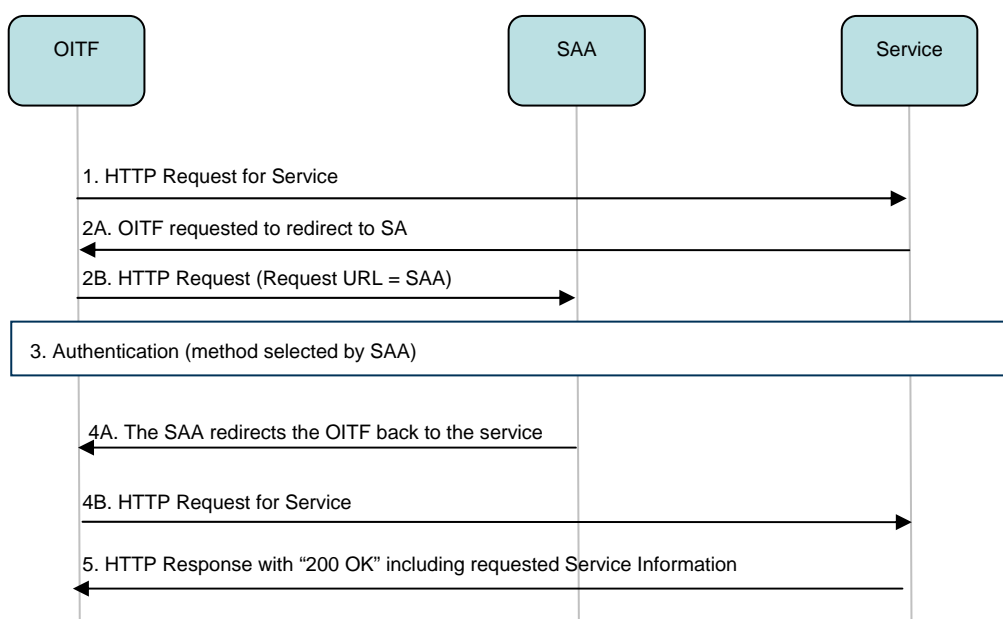 OITF
SAA
Service
1. HTTP Request for Service
2A. OITF requested to redirect to SA
2B. HTTP Request (Request URL = SAA)
3. Authentication (method selected by SAA)
4A. The SAA redirects the OITF back to the service
4B. HTTP Request for Service
5. HTTP Response with “200 OK” including requested Service Information